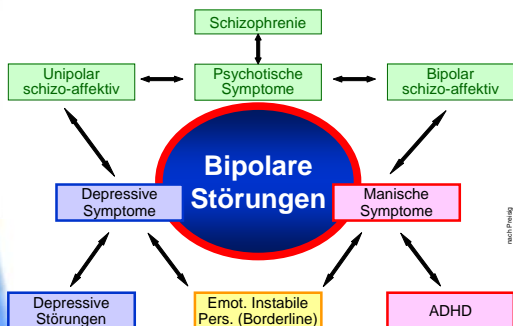 Schizophrenie
Unipolar
schizo-affektiv
Psychotische
Symptome
Bipolar
schizo-affektiv
Bipolare
Störungen
Depressive
Symptome
Manische
Symptome
nach Preisig
Depressive
Störungen
Emot. Instabile
Pers. (Borderline)
ADHD